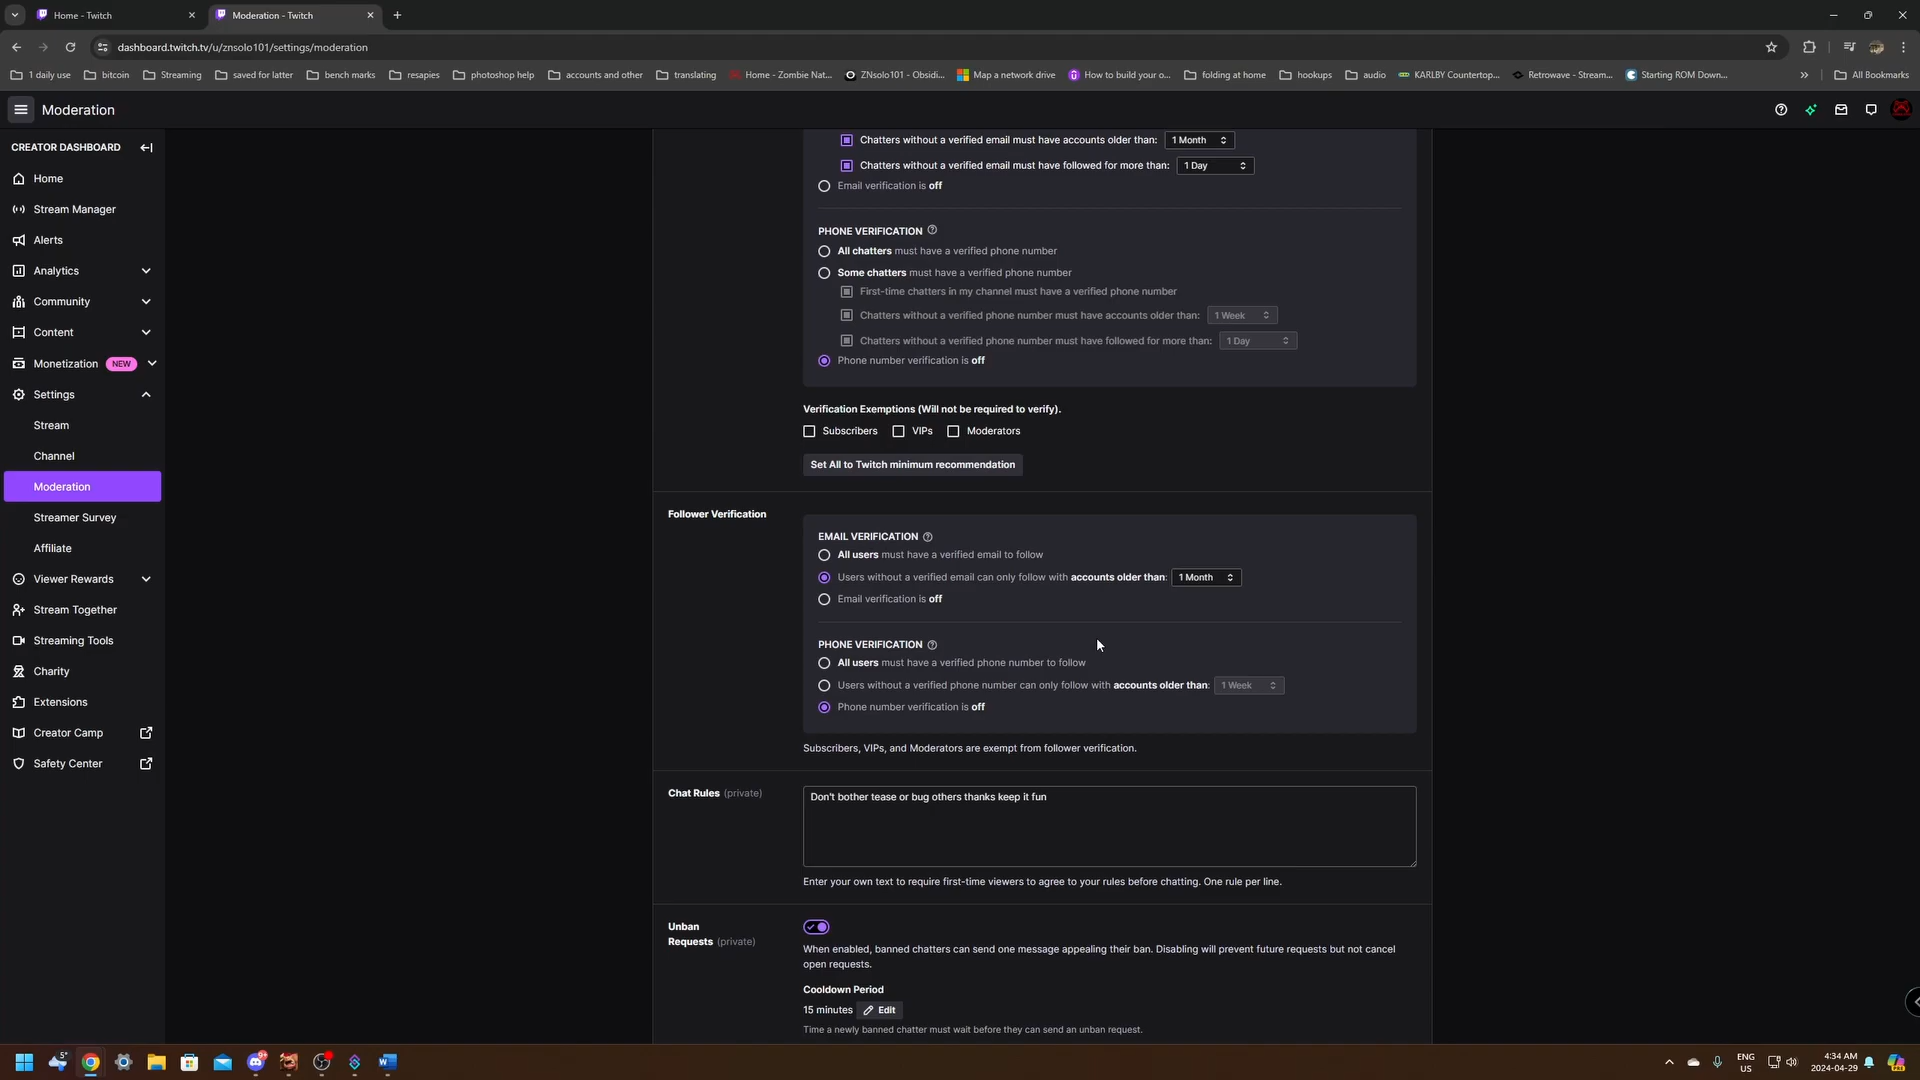 Home - Twitch
Moderation - Twitch
dashboard.twitch.tv/u/znsolo101/settings/moderation
1 daily use
bitcoin
Streaming
saved for latter
bench marks
resapies
photoshop help
accounts and other
translating
Home - Zombie Nat...
ZNsolo101 - Obsidi...
Map a network drive
How to build your o...
folding at home
hookups
audio
KARLBY Countertop...
Retrowave - Stream...
Starting ROM Down...
All Bookmarks
Moderation
CREATOR DASHBOARD
Home
Stream Manager
Alerts
Analytics
Community
Content
Monetization NEW
Settings
Stream
Channel
Moderation
Streamer Survey
Affiliate
Viewer Rewards
Stream Together
Streaming Tools
Charity
Extensions
Creator Camp
Safety Center
Chatters without a verified email must have accounts older than: 1 Month
Chatters without a verified email must have followed for more than: 1 Day
Email verification is off
PHONE VERIFICATION
All chatters must have a verified phone number
Some chatters must have a verified phone number
First-time chatters in my channel must have a verified phone number
Chatters without a verified phone number must have accounts older than: 1 Week
Chatters without a verified phone number must have followed for more than: 1 Day
Phone number verification is off
Verification Exemptions (Will not be required to verify).
Subscribers VIPs Moderators
Set All to Twitch minimum recommendation
Follower Verification
EMAIL VERIFICATION
All users must have a verified email to follow
Users without a verified email can only follow with accounts older than: 1 Month
Email verification is off
PHONE VERIFICATION
All users must have a verified phone number to follow
Users without a verified phone number can only follow with accounts older than: 1 Week
Phone number verification is off
Subscribers, VIPs, and Moderators are exempt from follower verification.
Chat Rules (private)
Don't bother tease or bug others thanks keep it fun
Enter your own text to require first-time viewers to agree to your rules before chatting. One rule per line.
Unban
Requests (private)
When enabled, banned chatters can send one message appealing their ban. Disabling will prevent future requests but not cancel
open requests.
Cooldown Period
15 minutes Edit
Time a newly banned chatter must wait before they can send an unban request.
5°
ENG
US
4:34 AM
2024-04-29